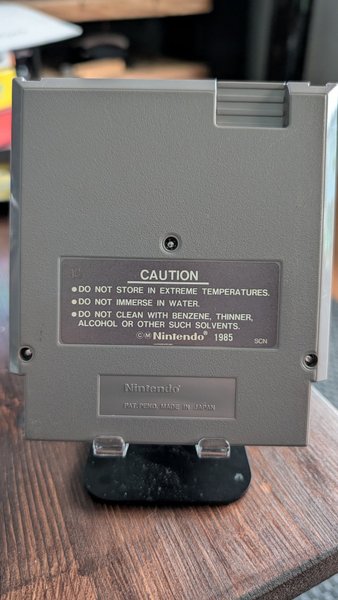 CAUTION
●DO NOT STORE IN EXTREME TEMPERATURES.
●DO NOT IMMERSE IN WATER.
●DO NOT CLEAN WITH BENZENE, THINNER,
ALCOHOL OR OTHER SUCH SOLVENTS.
©M Nintendo® 1985
SCN
Nintendo®
PAT. PEND. MADE IN JAPAN